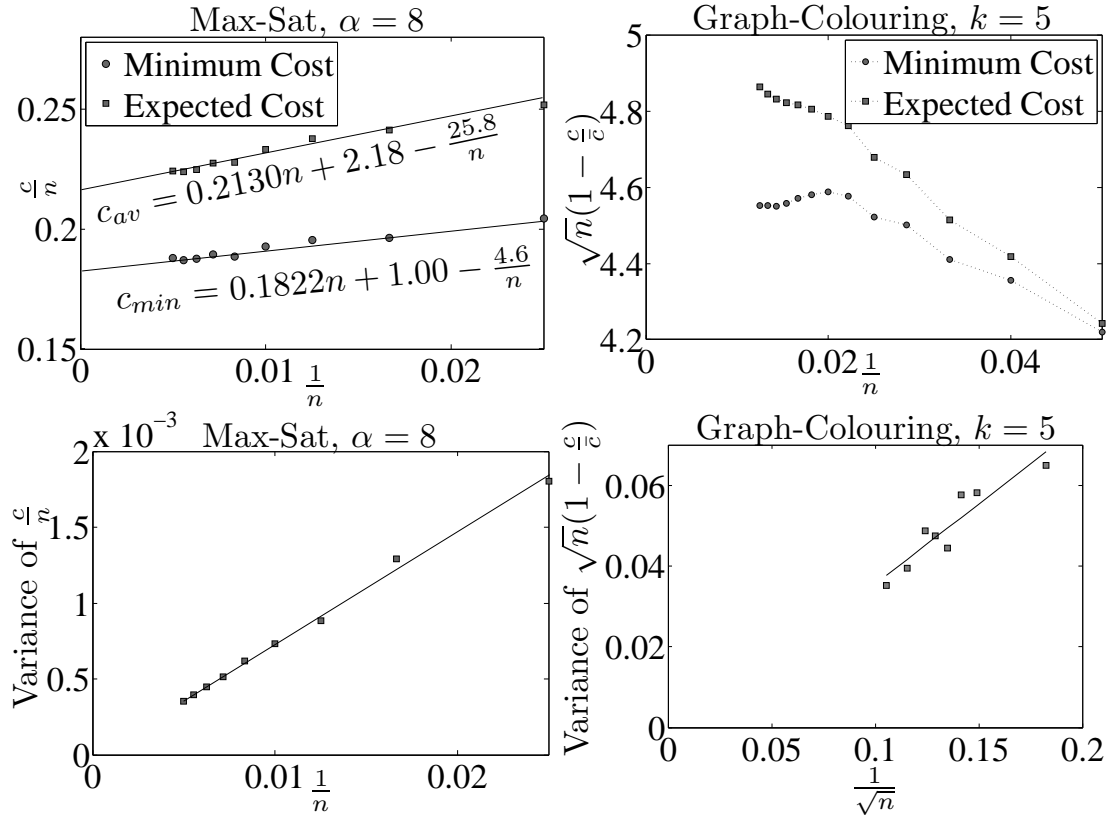 Max-Sat, α = 8
Minimum Cost
Expected Cost
c/n
0.25
0.2
0.15
c_{av} = 0.2130n + 2.18 − 25.8/n
c_{min} = 0.1822n + 1.00 − 4.6/n
0
0.01
0.02
1/n
Graph-Colouring, k = 5
Minimum Cost
Expected Cost
√n(1 − c/c̄)
5
4.8
4.6
4.4
4.2
0
0.02
0.04
1/n
Max-Sat, α = 8
x 10⁻³
Variance of c/n
2
1.5
1
0.5
0
0
0.01
0.02
1/n
Graph-Colouring, k = 5
Variance of √n(1 − c/c̄)
0.06
0.04
0.02
0
0
0.05
0.1
0.15
0.2
1/√n